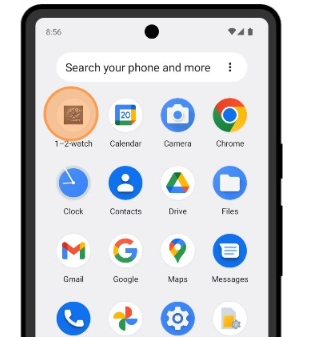 8:56
Search your phone and more
1-2-watch
20
Calendar
Camera
Chrome
Clock
Contacts
Drive
Files
Gmail
Google
Maps
Messages